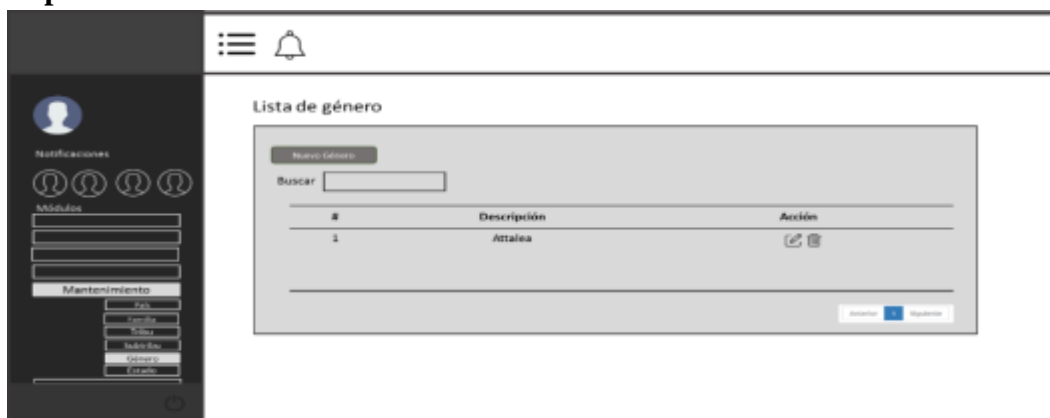 Lista de género
Notificaciones
Módulos
Mantenimiento
País
Familia
Tribu
Subtribu
Género
Estado
Nuevo Género
Buscar
# Descripción Acción
1 Attalea
Anterior 1 Siguiente